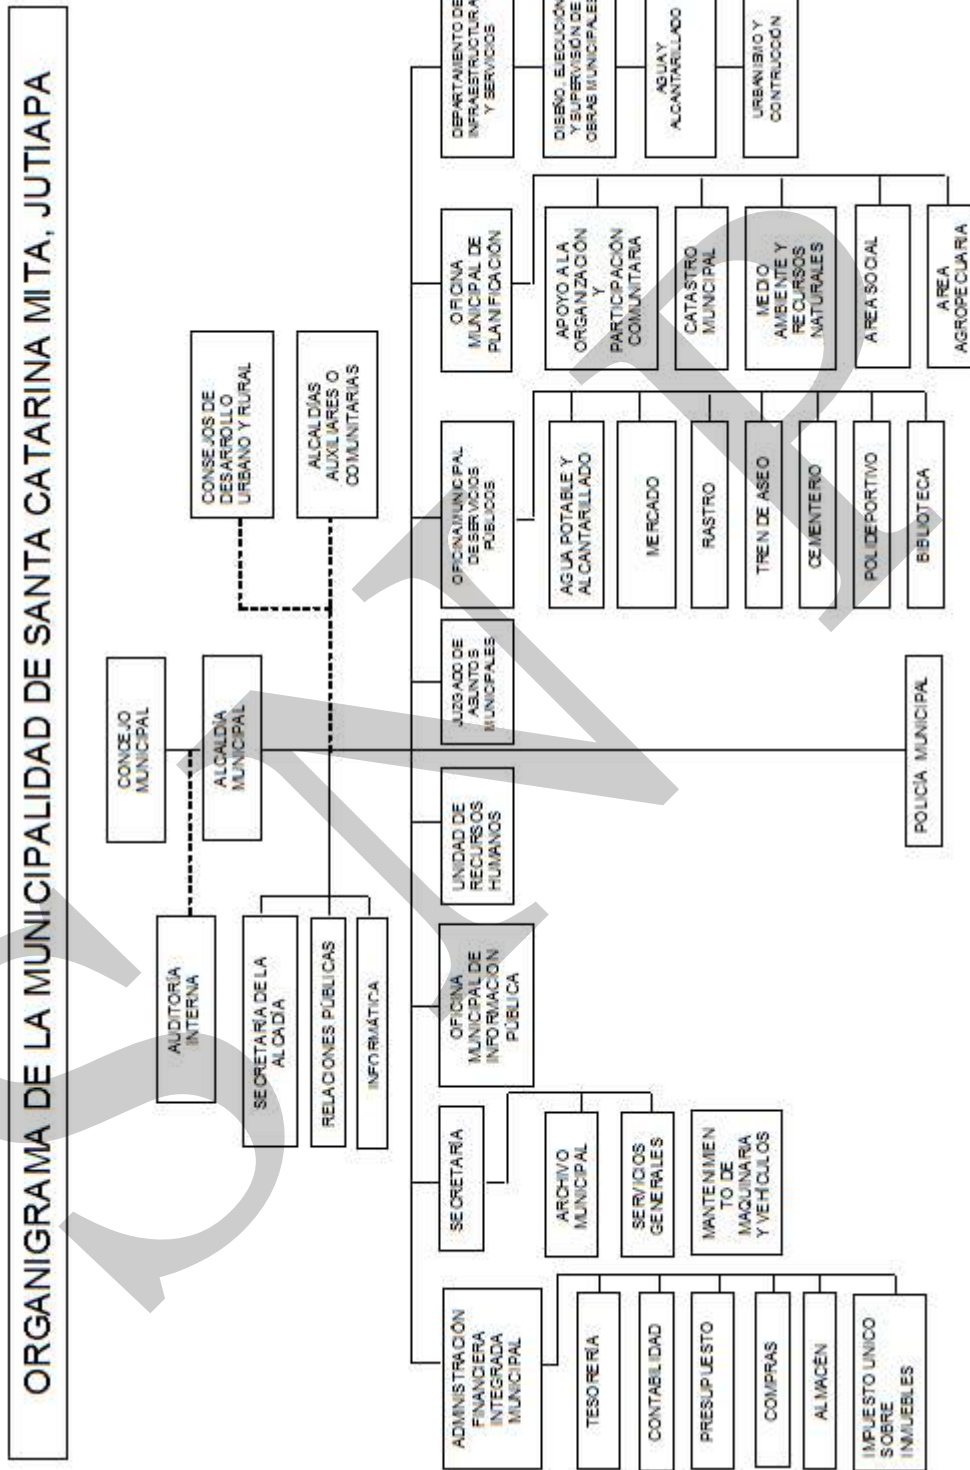 ORGANIGRAMA DE LA MUNICIPALIDAD DE SANTA CATARINA MITA, JUTIAPA
CONCEJO
MUNICIPAL
AUDITORÍA
INTERNA
ALCALDÍA
MUNICIPAL
CONSEJOS DE
DESARROLLO
URBANO Y RURAL
ALCALDÍAS
AUXILIARES O
COMUNITARIAS
SECRETARÍA DE LA
ALCADÍA
RELACIONES PÚBLICAS
INFORMÁTICA
ADMNISTRACIÓN
FINANCIERA
INTEGRADA
MUNICIPAL
TESORERÍA
CONTABILIDAD
PRESUPUESTO
COMPRAS
ALMACÉN
IMPUESTO UNICO
SOBRE
INMUEBLES
SECRETARÍA
ARCHIVO
MUNICIPAL
SERVICIOS
GENERALES
MANTENIMIEN
TO DE
MAQUINARIA
Y VEHÍCULOS
OFICINA
MUNICIPAL DE
INFORMACIÓN
PÚBLICA
UNIDAD DE
RECURSOS
HUMANOS
JUZGADO DE
ASUNTOS
MUNICIPALES
OFICINA MUNICIPAL
DE SERVICIOS
PÚBLICOS
AGUA POTABLE Y
ALCANTARILLADO
MERCADO
RASTRO
TREN DE ASEO
CEMENTERO
POLIDEPORTIVO
BIBLIOTECA
OFICINA
MUNICIPAL DE
PLANIFICACIÓN
APOYO A LA
ORGANIZACIÓN
Y
PARTICIPACIÓN
COMUNITARIA
CATASTRO
MUNICIPAL
MEDIO
AMBIENTE Y
RECURSOS
NATURALES
AREA SOCIAL
AREA
AGROPECUARIA
DEPARTAMENTO DE
INFRAESTRUCTURA
Y SERVICIOS
DISEÑO, EJECUCIÓN
Y SUPERVISIÓN DE
OBRAS MUNICIPALES
AGUA Y
ALCANTARILLADO
URBANISMO Y
CONTRUCCIÓN
POLICÍA MUNICIPAL
SNP